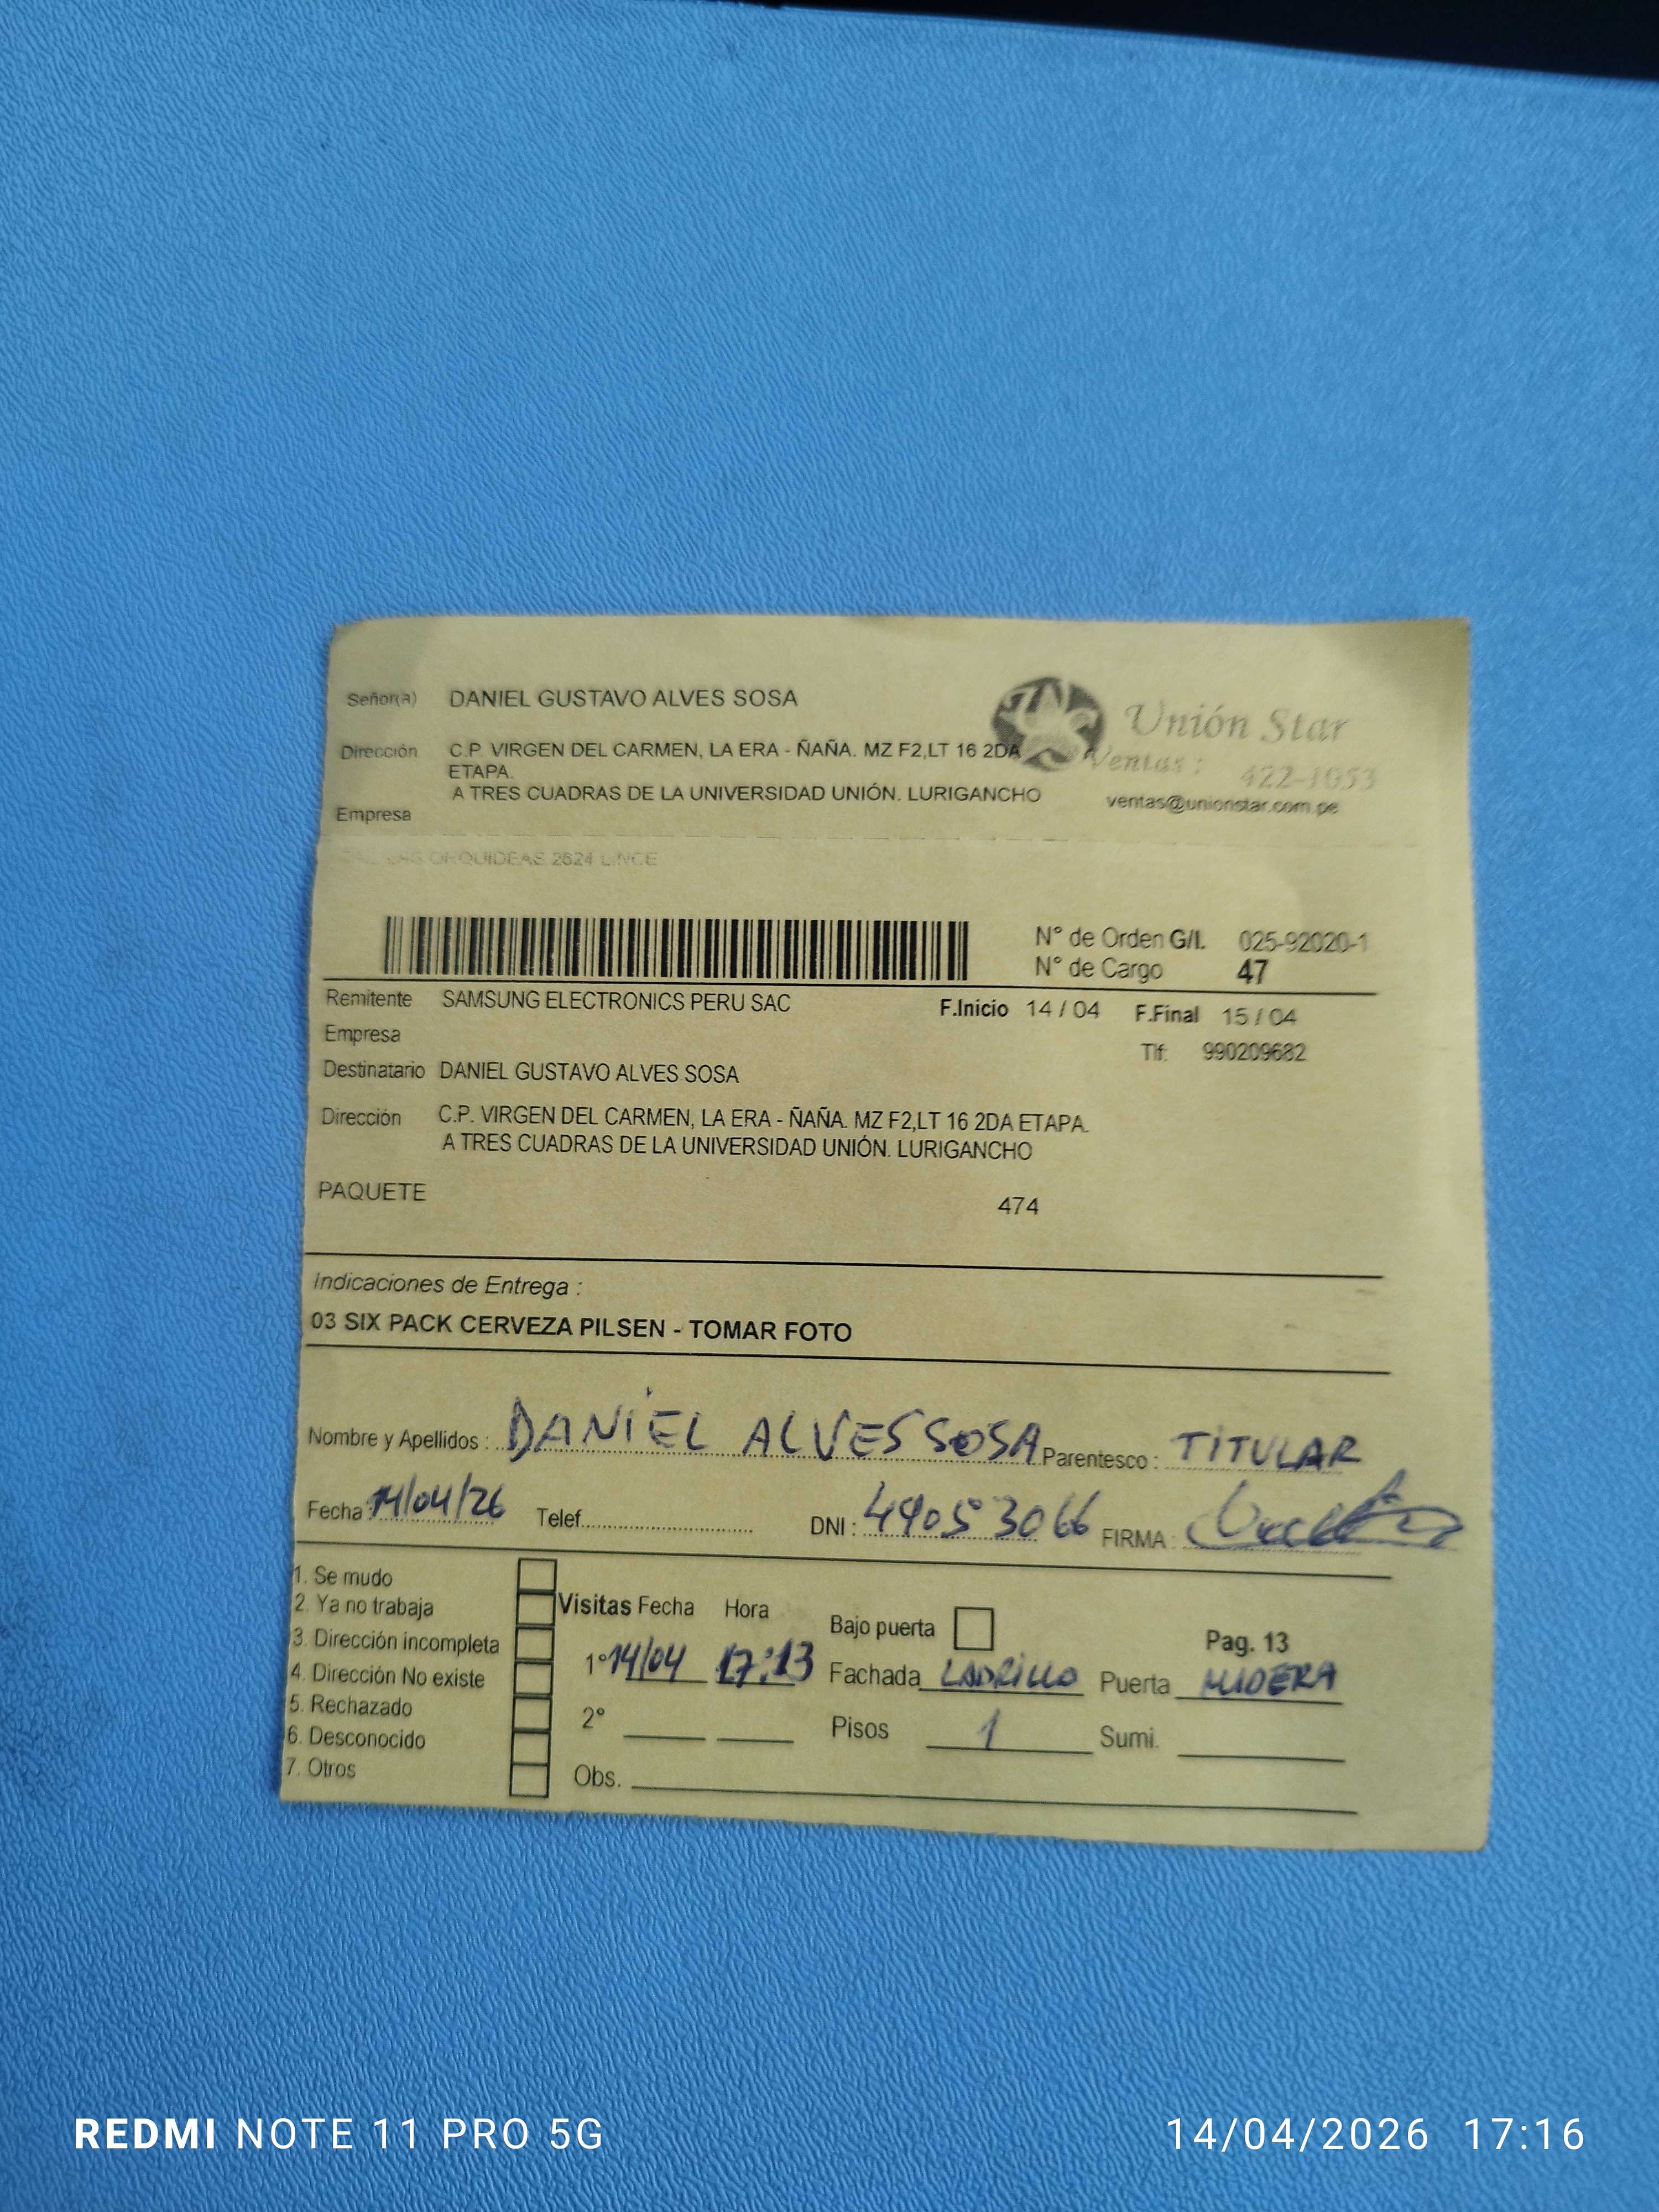 Señor(a) DANIEL GUSTAVO ALVES SOSA
Unión Star
Dirección C.P. VIRGEN DEL CARMEN, LA ERA - ÑAÑA. MZ F2,LT 16 2DA
Ventas : 422-1053
ETAPA.
A TRES CUADRAS DE LA UNIVERSIDAD UNIÓN. LURIGANCHO
ventas@unionstar.com.pe
Empresa
ORQUIDEAS 2624 LINCE
N° de Orden G/I. 025-92020-1
N° de Cargo 47
Remitente SAMSUNG ELECTRONICS PERU SAC F.Inicio 14 / 04 F.Final 15 / 04
Empresa
Tlf: 990209682
Destinatario DANIEL GUSTAVO ALVES SOSA
Dirección C.P. VIRGEN DEL CARMEN, LA ERA - ÑAÑA. MZ F2,LT 16 2DA ETAPA.
A TRES CUADRAS DE LA UNIVERSIDAD UNIÓN. LURIGANCHO
PAQUETE
474
Indicaciones de Entrega :
03 SIX PACK CERVEZA PILSEN - TOMAR FOTO
Nombre y Apellidos : DANIEL ALVES SOSA Parentesco : TITULAR
Fecha : 14/04/26 Telef. DNI : 49053066 FIRMA :
1. Se mudo
2. Ya no trabaja
3. Dirección incompleta
4. Dirección No existe
5. Rechazado
6. Desconocido
7. Otros
Visitas Fecha Hora
Bajo puerta
Pag. 13
1° 14/04 17:13 Fachada LADRILLO Puerta MADERA
2° Pisos 1 Sumi.
Obs.
REDMI NOTE 11 PRO 5G
14/04/2026 17:16